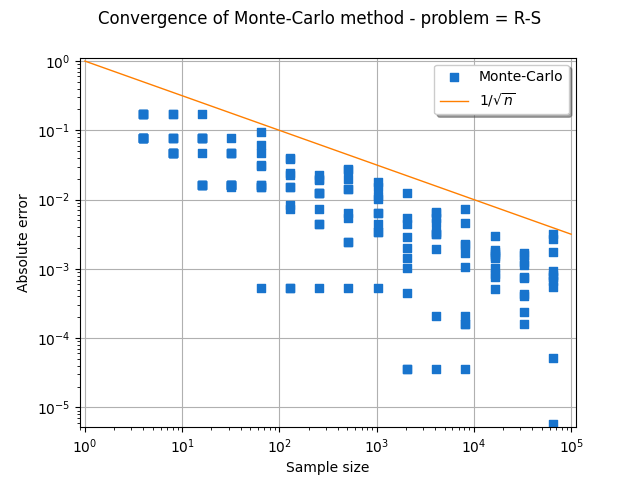 Convergence of Monte-Carlo method - problem = R-S
Monte-Carlo
1/√n
Absolute error
10⁰
10⁻¹
10⁻²
10⁻³
10⁻⁴
10⁻⁵
10⁰ 10¹ 10² 10³ 10⁴ 10⁵
Sample size